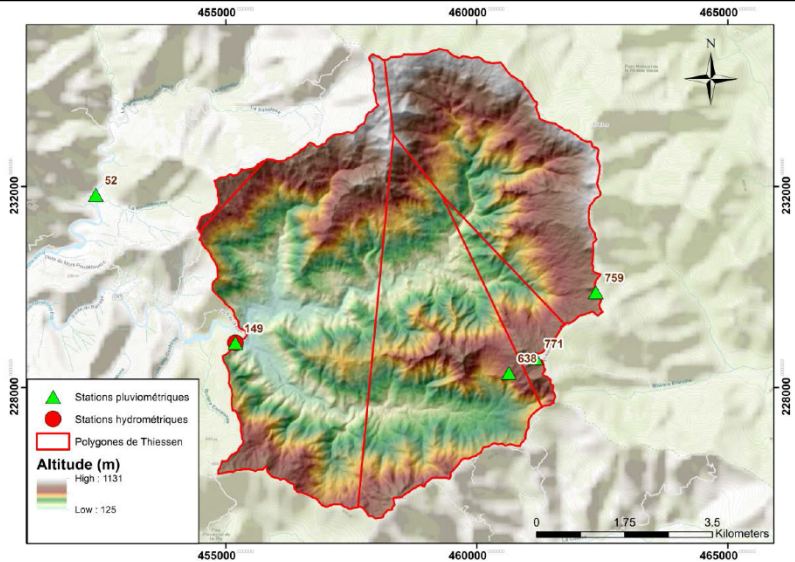 455000 460000 465000
N
232000 232000
52
759
149
771
638
228000 228000
Stations pluviométriques
Stations hydrométriques
Polygones de Thiessen
Altitude (m)
High : 1131
Low : 125
0 1.75 3.5
Kilometers
455000 460000 465000